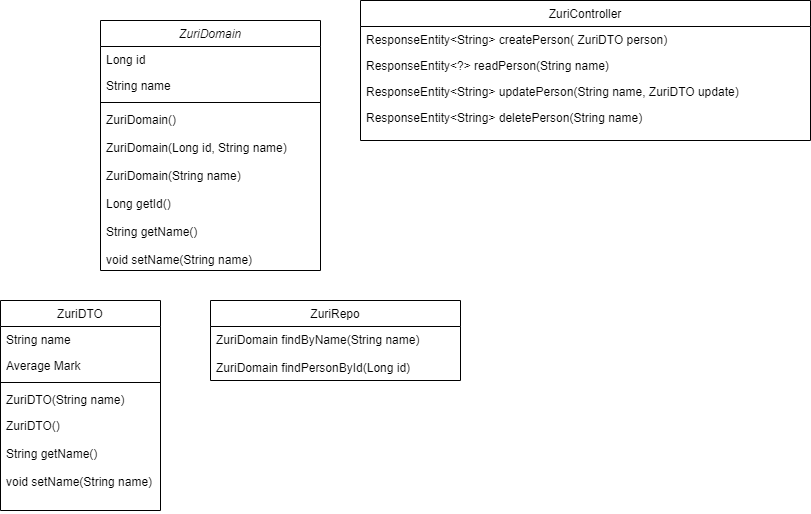 ZuriDomain
Long id
String name
ZuriDomain()
ZuriDomain(Long id, String name)
ZuriDomain(String name)
Long getId()
String getName()
void setName(String name)
ZuriController
ResponseEntity<String> createPerson( ZuriDTO person)
ResponseEntity<?> readPerson(String name)
ResponseEntity<String> updatePerson(String name, ZuriDTO update)
ResponseEntity<String> deletePerson(String name)
ZuriDTO
String name
Average Mark
ZuriDTO(String name)
ZuriDTO()
String getName()
void setName(String name)
ZuriRepo
ZuriDomain findByName(String name)
ZuriDomain findPersonById(Long id)